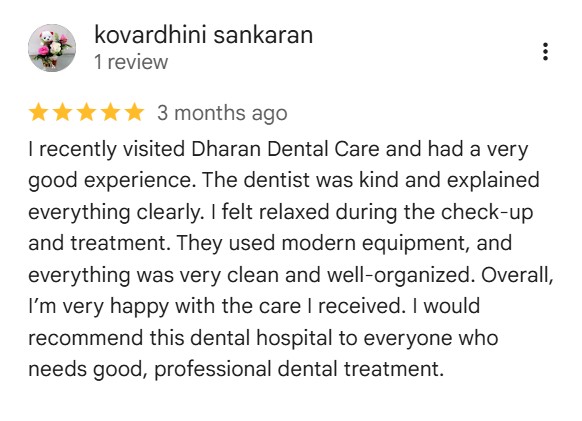 kovardhini sankaran
1 review
3 months ago
I recently visited Dharan Dental Care and had a very
good experience. The dentist was kind and explained
everything clearly. I felt relaxed during the check-up
and treatment. They used modern equipment, and
everything was very clean and well-organized. Overall,
I’m very happy with the care I received. I would
recommend this dental hospital to everyone who
needs good, professional dental treatment.